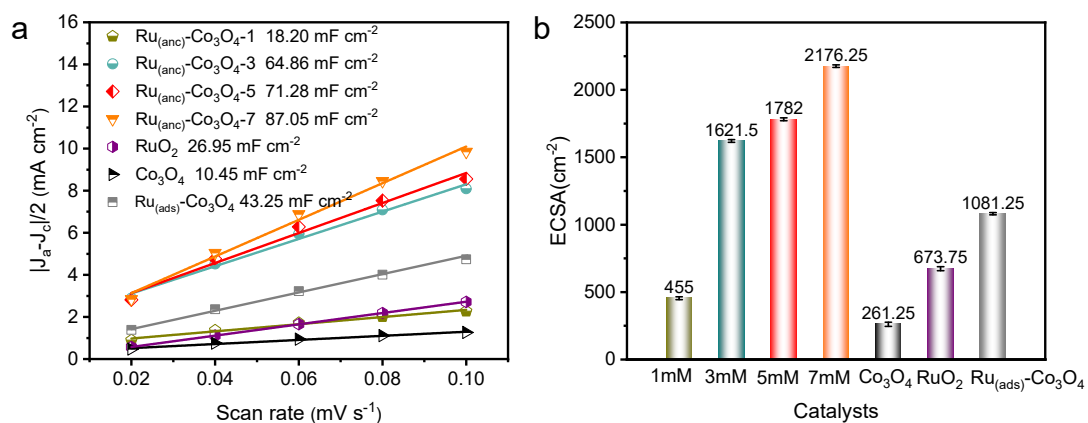 a
|Jₐ-J꜀|/2 (mA cm⁻²)
16
14
12
10
8
6
4
2
0
Ru₍ₐₙ꜀₎-Co₃O₄-1 18.20 mF cm⁻²
Ru₍ₐₙ꜀₎-Co₃O₄-3 64.86 mF cm⁻²
Ru₍ₐₙ꜀₎-Co₃O₄-5 71.28 mF cm⁻²
Ru₍ₐₙ꜀₎-Co₃O₄-7 87.05 mF cm⁻²
RuO₂ 26.95 mF cm⁻²
Co₃O₄ 10.45 mF cm⁻²
Ru(ads)-Co₃O₄ 43.25 mF cm⁻²
0.02 0.04 0.06 0.08 0.10
Scan rate (mV s⁻¹)
b
ECSA(cm⁻²)
2500
2000
1500
1000
500
0
455
1621.5
1782
2176.25
261.25
673.75
1081.25
1mM 3mM 5mM 7mM Co₃O₄ RuO₂ Ru(ads)-Co₃O₄
Catalysts